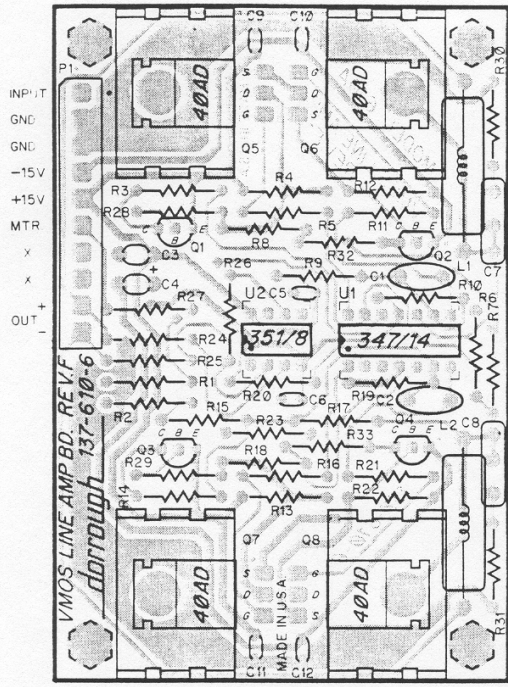 C9 C10
P1
R30
INPUT
GND
GND
-15V
+15V
MTR
X
X
+
OUT
-
40AD
S
D
G
G
D
S
40AD
Q5
Q6
R3
R4
R12
R28
R8
R5
R11
C B E
Q1
R32
C B E
Q2
C3
+
C4
R26
R9
C1
L1
C7
R10
R27
U2
C5
U1
R6
R7
R24
351/8
347/14
R25
R1
R20
R19
R2
C6
C2
R15
R23
R17
Q4
L2
C8
C B E
Q3
R33
C B E
R29
R18
R16
R21
R14
R13
R22
Q7
Q8
40AD
S
D
G
G
D
S
40AD
R31
MADE IN USA
C11
C12
VMOS LINE AMP BD. REV.F
dorrough 137-610-6